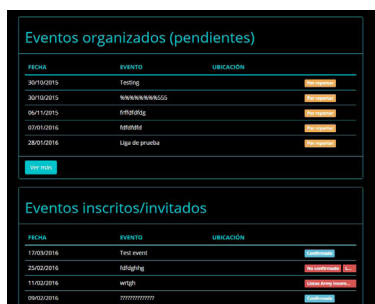 Eventos organizados (pendientes)
FECHA EVENTO UBICACIÓN
30/10/2015 Testing Por reportar
30/10/2015 %%%%%%%%555 Por reportar
06/11/2015 Por reportar
07/01/2016 fdfdfdfd Por reportar
28/01/2016 Liga de prueba Por reportar
Ver más
Eventos inscritos/invitados
FECHA EVENTO UBICACIÓN
17/03/2016 Test event Confirmado
25/02/2016 fdfdghhg No confirmado L...
11/02/2016 wrtgh Listas Army
09/02/2016 Confirmado